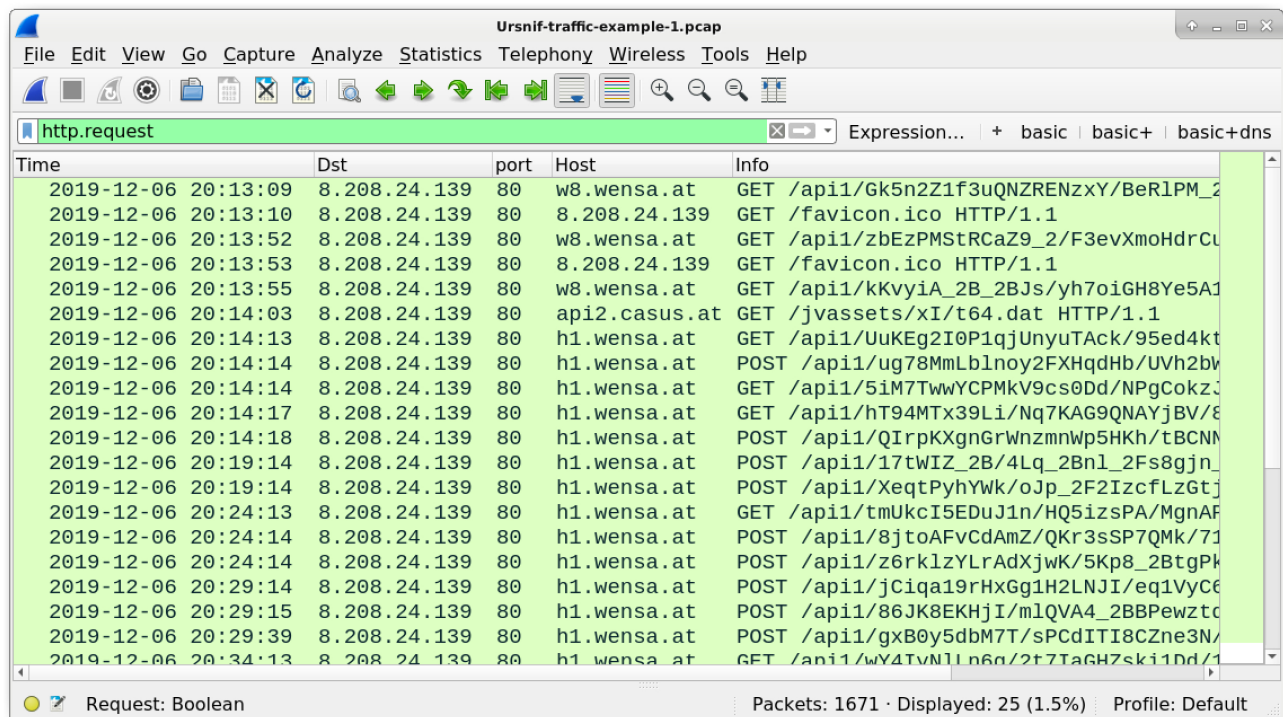 Ursnif-traffic-example-1.pcap
File Edit View Go Capture Analyze Statistics Telephony Wireless Tools Help
http.request Expression... + basic basic+ basic+dns
Time Dst port Host Info
2019-12-06 20:13:09 8.208.24.139 80 w8.wensa.at GET /api1/Gk5n2Z1f3uQNZRENzxY/BeRlPM_2
2019-12-06 20:13:10 8.208.24.139 80 8.208.24.139 GET /favicon.ico HTTP/1.1
2019-12-06 20:13:52 8.208.24.139 80 w8.wensa.at GET /api1/zbEzPMStRCaZ9_2/F3evXmoHdrCu
2019-12-06 20:13:53 8.208.24.139 80 8.208.24.139 GET /favicon.ico HTTP/1.1
2019-12-06 20:13:55 8.208.24.139 80 w8.wensa.at GET /api1/kKvyiA_2B_2BJs/yh7oiGH8Ye5A1
2019-12-06 20:14:03 8.208.24.139 80 api2.casus.at GET /jvassets/xI/t64.dat HTTP/1.1
2019-12-06 20:14:13 8.208.24.139 80 h1.wensa.at GET /api1/UuKEg2I0P1qjUnyuTAck/95ed4kt
2019-12-06 20:14:14 8.208.24.139 80 h1.wensa.at POST /api1/ug78MmLblnoy2FXHqdHb/UVh2bW
2019-12-06 20:14:14 8.208.24.139 80 h1.wensa.at GET /api1/5iM7TwwYCPMkV9cs0Dd/NPgCokzJ
2019-12-06 20:14:17 8.208.24.139 80 h1.wensa.at GET /api1/hT94MTx39Li/Nq7KAG9QNAYjBV/8
2019-12-06 20:14:18 8.208.24.139 80 h1.wensa.at POST /api1/QIrpKXgnGrWnzmnWp5HKh/tBCNN
2019-12-06 20:19:14 8.208.24.139 80 h1.wensa.at POST /api1/17tWIZ_2B/4Lq_2Bnl_2Fs8gjn_
2019-12-06 20:19:14 8.208.24.139 80 h1.wensa.at POST /api1/XeqtPyhYWk/oJp_2F2IzcfLzGtj
2019-12-06 20:24:13 8.208.24.139 80 h1.wensa.at GET /api1/tmUkcI5EDuJ1n/HQ5izsPA/MgnAP
2019-12-06 20:24:14 8.208.24.139 80 h1.wensa.at POST /api1/8jtoAFvCdAmZ/QKr3sSP7QMk/71
2019-12-06 20:24:14 8.208.24.139 80 h1.wensa.at POST /api1/z6rklzYLrAdXjwK/5Kp8_2BtgPk
2019-12-06 20:29:14 8.208.24.139 80 h1.wensa.at POST /api1/jCiqa19rHxGg1H2LNJI/eq1VyC6
2019-12-06 20:29:15 8.208.24.139 80 h1.wensa.at POST /api1/86JK8EKHjI/mlQVA4_2BBPewztc
2019-12-06 20:29:39 8.208.24.139 80 h1.wensa.at POST /api1/gxB0y5dbM7T/sPCdITI8CZne3N/
2019-12-06 20:34:13 8.208.24.139 80 h1.wensa.at GET
Request: Boolean Packets: 1671 · Displayed: 25 (1.5%) Profile: Default